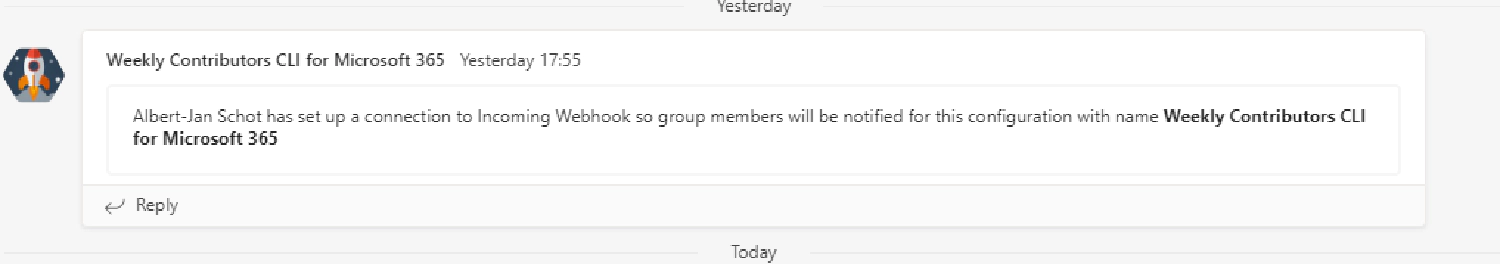 Yesterday
Weekly Contributors CLI for Microsoft 365 Yesterday 17:55
Albert-Jan Schot has set up a connection to Incoming Webhook so group members will be notified for this configuration with name Weekly Contributors CLI
for Microsoft 365
Reply
Today